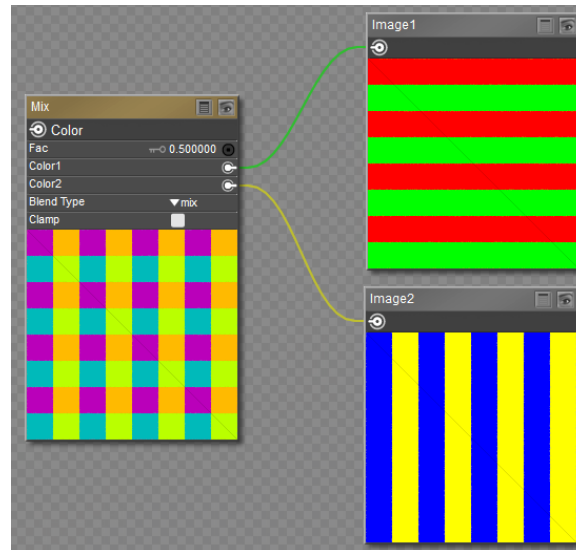 Image1
Mix
Color
Fac 0.500000
Color1
Color2
Blend Type mix
Clamp
Image2